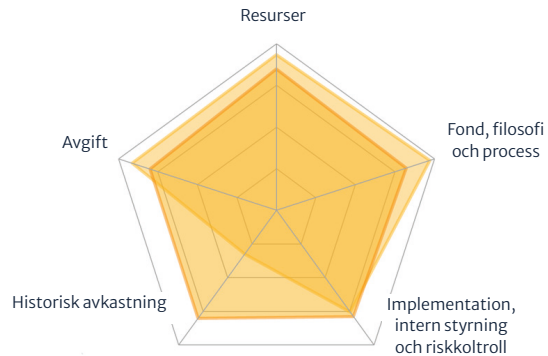 Resurser
Fond, filosofi
och process
Avgift
Historisk avkastning
Implementation,
intern styrning
och riskkoltroll